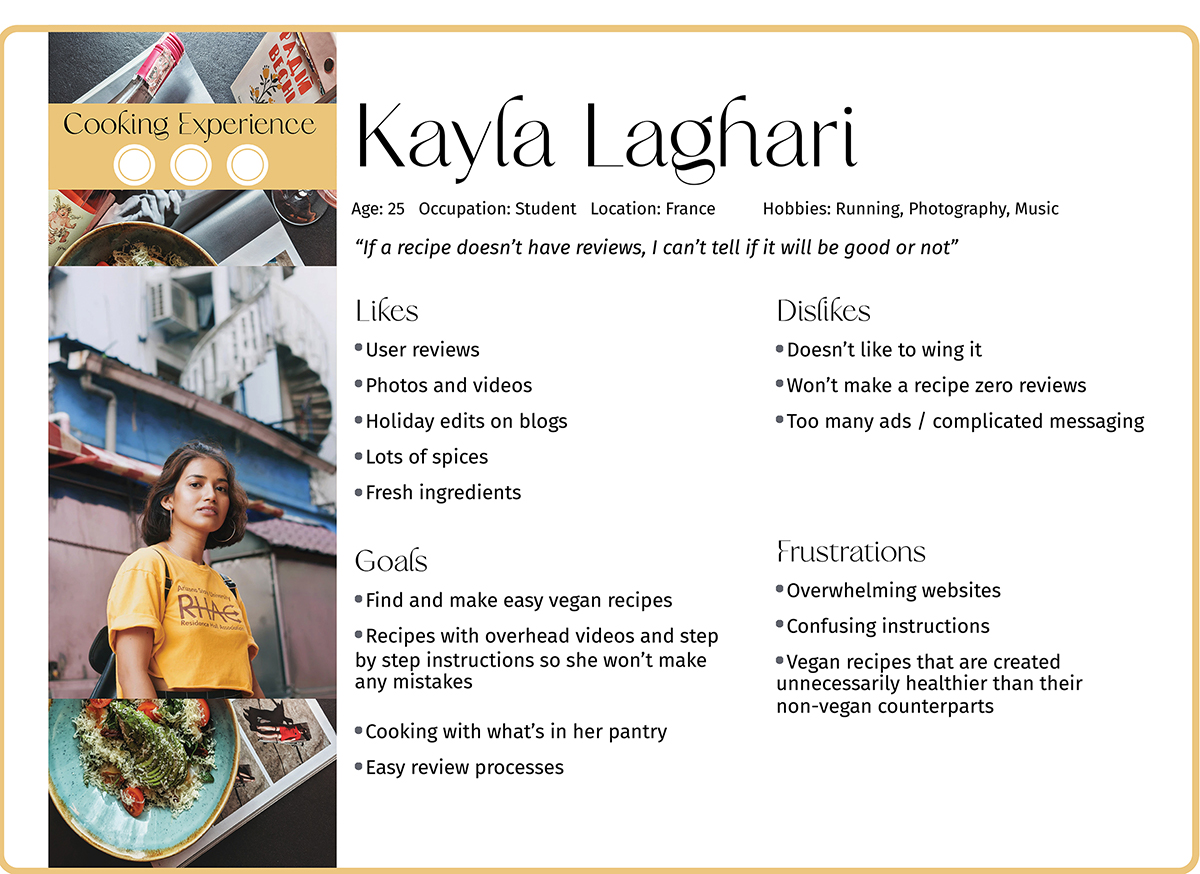 Cooking Experience
Kayla Laghari
Age: 25 Occupation: Student Location: France Hobbies: Running, Photography, Music
“If a recipe doesn’t have reviews, I can’t tell if it will be good or not”
Likes
User reviews
Photos and videos
Holiday edits on blogs
Lots of spices
Fresh ingredients
Dislikes
Doesn’t like to wing it
Won’t make a recipe zero reviews
Too many ads / complicated messaging
Goals
Find and make easy vegan recipes
Recipes with overhead videos and step
by step instructions so she won’t make
any mistakes
Cooking with what’s in her pantry
Easy review processes
Frustrations
Overwhelming websites
Confusing instructions
Vegan recipes that are created
unnecessarily healthier than their
non-vegan counterparts
Arizona State University
RHAC
Residence Hall Association